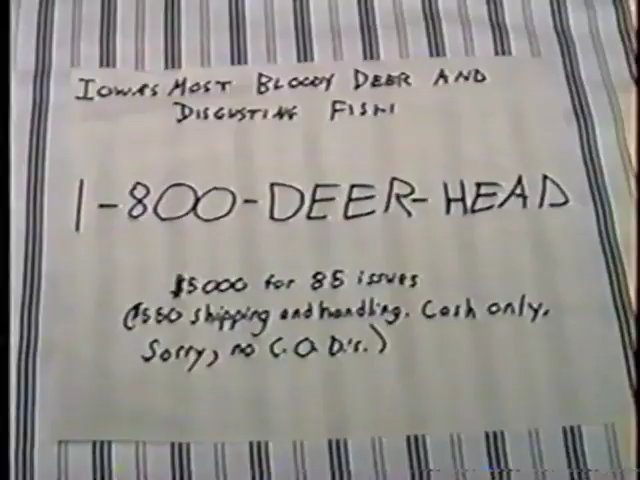 Iowa's Most Bloody Deer and
Disgusting Fish!
1-800-DEER-HEAD
$5000 for 85 issues
($560 shipping and handling. Cash only.
Sorry, no C.O.D.'s.)